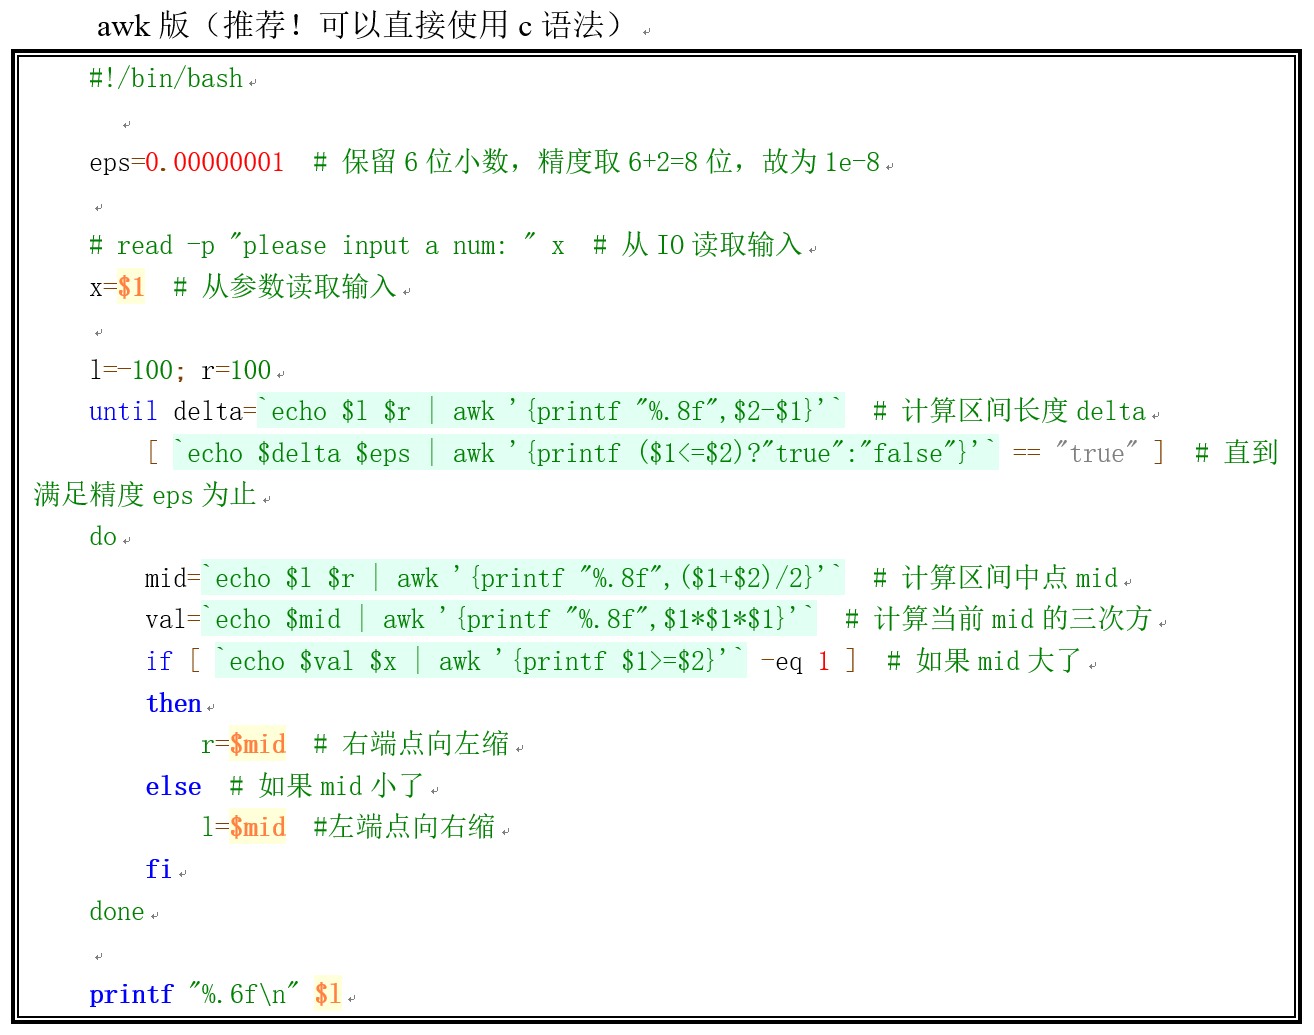 awk 版（推荐！可以直接使用 c 语法）
#!/bin/bash
eps=0.00000001  # 保留 6 位小数，精度取 6+2=8 位，故为 1e-8
# read -p "please input a num: " x  # 从 IO 读取输入
x=$1  # 从参数读取输入
l=-100; r=100
until delta=`echo $l $r | awk '{printf "%.8f",$2-$1}'`  # 计算区间长度 delta
    [ `echo $delta $eps | awk '{printf ($1<=$2)?"true":"false"}'` == "true" ]  # 直到
满足精度 eps 为止
do
    mid=`echo $l $r | awk '{printf "%.8f",($1+$2)/2}'`  # 计算区间中点 mid
    val=`echo $mid | awk '{printf "%.8f",$1*$1*$1}'`  # 计算当前 mid 的三次方
    if [ `echo $val $x | awk '{printf $1>=$2}'` -eq 1 ]  # 如果 mid 大了
    then
        r=$mid  # 右端点向左缩
    else  # 如果 mid 小了
        l=$mid  #左端点向右缩
    fi
done
printf "%.6f\n" $l